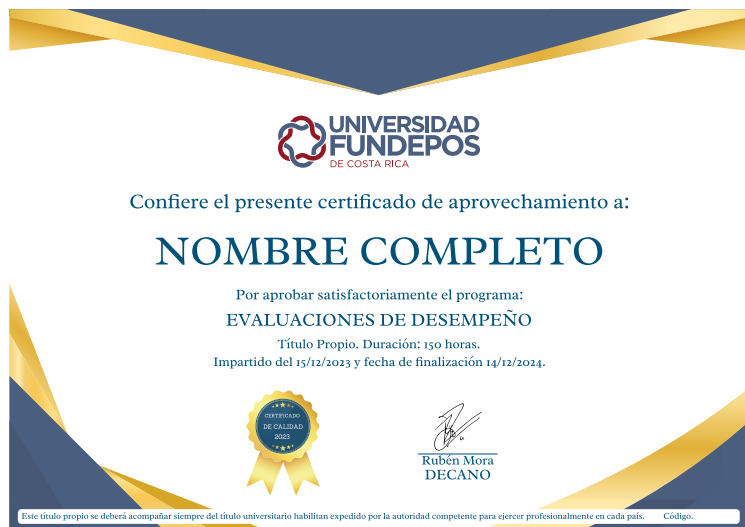 UNIVERSIDAD
FUNDEPOS
DE COSTA RICA
Confiere el presente certificado de aprovechamiento a:
NOMBRE COMPLETO
Por aprobar satisfactoriamente el programa:
EVALUACIONES DE DESEMPEÑO
Título Propio. Duración: 150 horas.
Impartido del 15/12/2023 y fecha de finalización 14/12/2024.
CERTIFICADO
DE CALIDAD
2023
Rubén Mora
DECANO
Este título propio se deberá acompañar siempre del título universitario habilitan expedido por la autoridad competente para ejercer profesionalmente en cada país. Código.